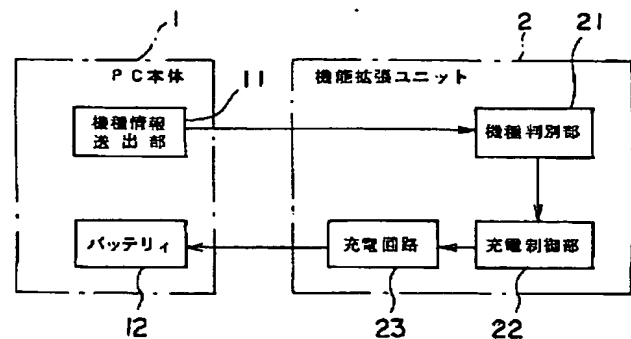 1
2
21
PC本体
11
機能拡張ユニット
機種情報
送出部
機種判別部
バッテリィ
充電回路
充電制御部
12
23
22